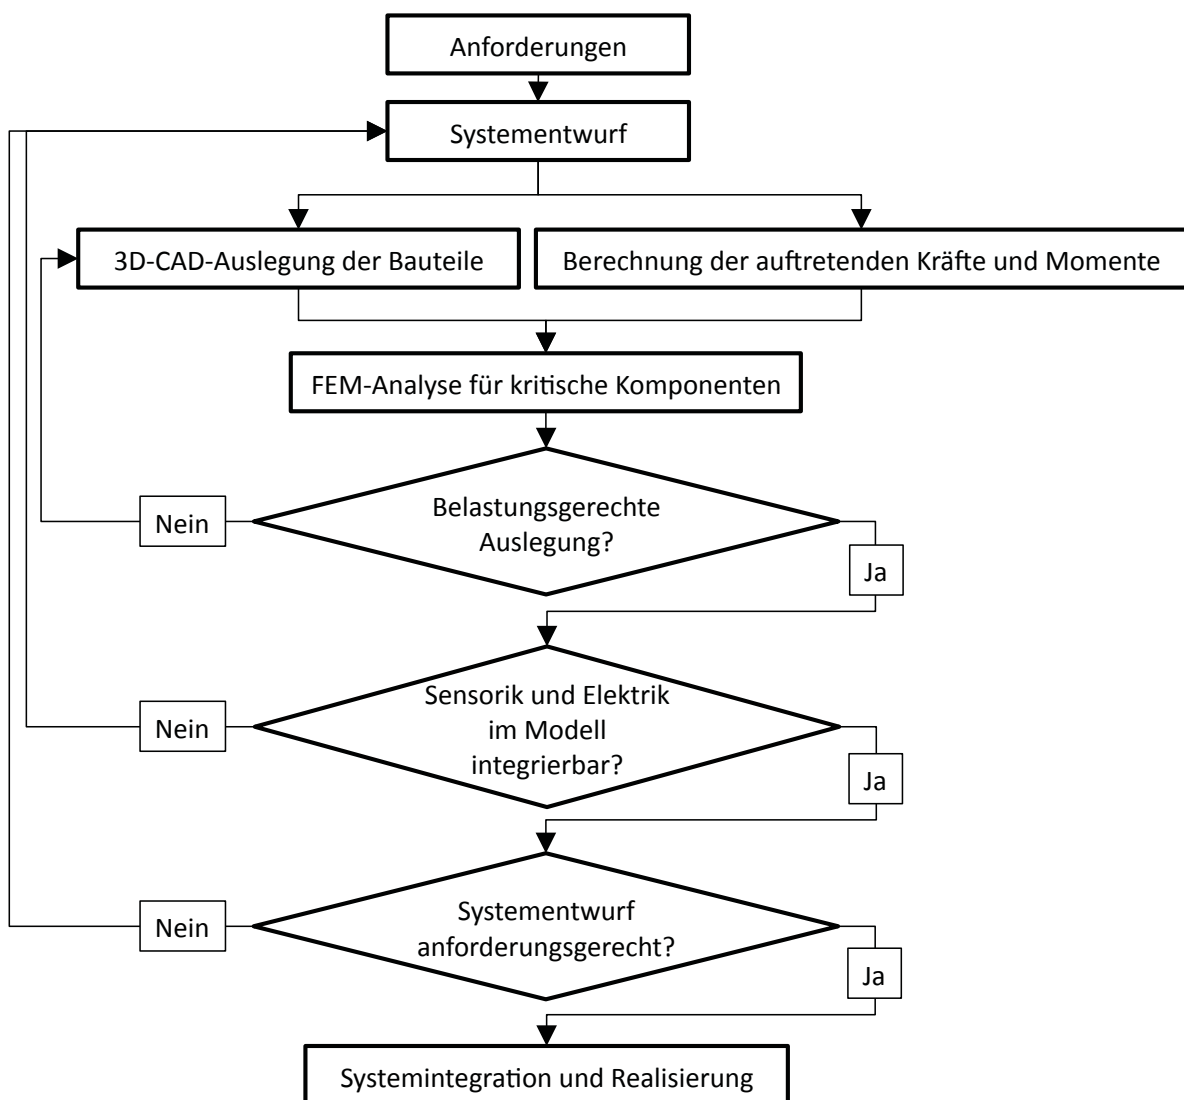 Anforderungen
Systementwurf
3D-CAD-Auslegung der Bauteile
Berechnung der auftretenden Kräfte und Momente
FEM-Analyse für kritische Komponenten
Belastungsgerechte
Auslegung?
Nein
Ja
Sensorik und Elektrik
im Modell
integrierbar?
Nein
Ja
Systementwurf
anforderungsgerecht?
Nein
Ja
Systemintegration und Realisierung